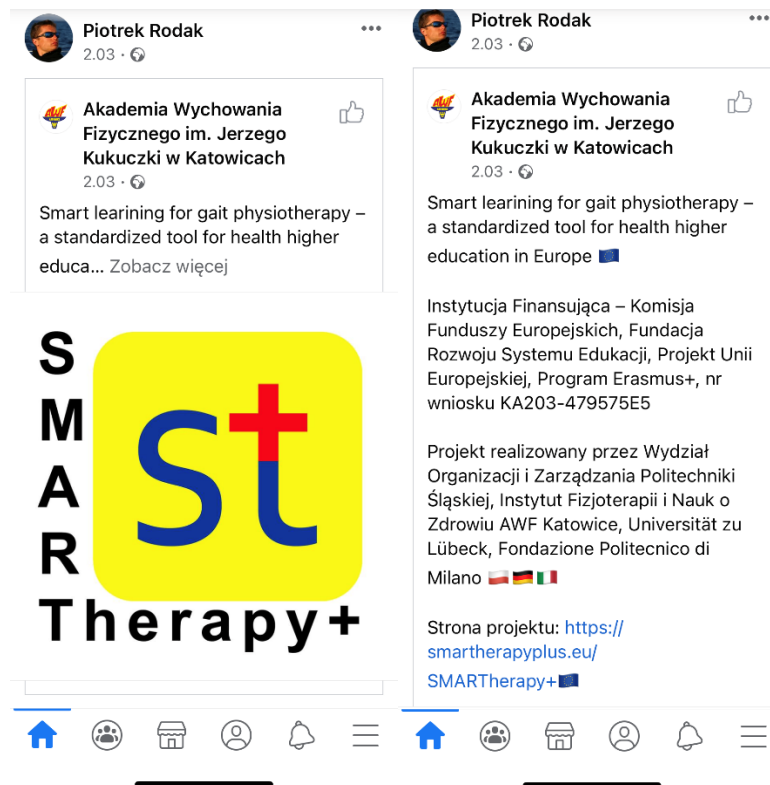 Piotrek Rodak
2.03 ·
Akademia Wychowania
Fizycznego im. Jerzego
Kukuczki w Katowicach
2.03 ·
Smart learining for gait physiotherapy –
a standardized tool for health higher
educa... Zobacz więcej
SMAR
st
Therapy+
Piotrek Rodak
2.03 ·
Akademia Wychowania
Fizycznego im. Jerzego
Kukuczki w Katowicach
2.03 ·
Smart learining for gait physiotherapy –
a standardized tool for health higher
education in Europe 🇪🇺
Instytucja Finansująca – Komisja
Funduszy Europejskich, Fundacja
Rozwoju Systemu Edukacji, Projekt Unii
Europejskiej, Program Erasmus+, nr
wniosku KA203-479575E5
Projekt realizowany przez Wydział
Organizacji i Zarządzania Politechniki
Śląskiej, Instytut Fizjoterapii i Nauk o
Zdrowiu AWF Katowice, Universität zu
Lübeck, Fondazione Politecnico di
Milano 🇵🇱🇩🇪🇮🇹
Strona projektu: https://
smartherapyplus.eu/
SMARTherapy+🇪🇺